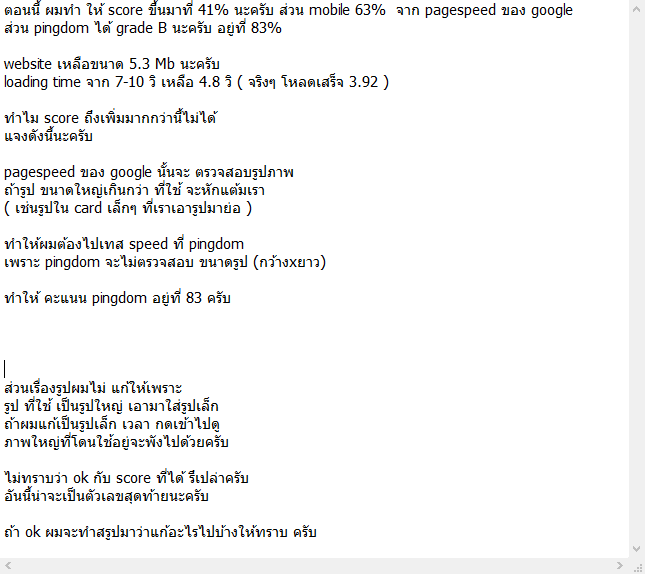 ตอนนี้ ผมทำ ให้ score ขึ้นมาที่ 41% นะครับ ส่วน mobile 63%  จาก pagespeed ของ google
ส่วน pingdom ได้ grade B นะครับ อยู่ที่ 83%
website เหลือขนาด 5.3 Mb นะครับ
loading time จาก 7-10 วิ เหลือ 4.8 วิ ( จริงๆ โหลดเสร็จ 3.92 )
ทำไม score ถึงเพิ่มมากกว่านี้ไม่ได้
แจงดังนี้นะครับ
pagespeed ของ google นั้นจะ ตรวจสอบรูปภาพ
ถ้ารูป ขนาดใหญ่เกินกว่า ที่ใช้ จะหักแต้มเรา
( เช่นรูปใน card เล็กๆ ที่เราเอารูปมาย่อ )
ทำให้ผมต้องไปเทส speed ที่ pingdom
เพราะ pingdom จะไม่ตรวจสอบ ขนาดรูป (กว้างxยาว)
ทำให้ คะแนน pingdom อยู่ที่ 83 ครับ
ส่วนเรื่องรูปผมไม่ แก้ให้เพราะ
รูป ที่ใช้ เป็นรูปใหญ่ เอามาใส่รูปเล็ก
ถ้าผมแก้เป็นรูปเล็ก เวลา กดเข้าไปดู
ภาพใหญ่ที่โดนใช้อยู่จะพังไปด้วยครับ
ไม่ทราบว่า ok กับ score ที่ได้ รึเปล่าครับ
อันนี้น่าจะเป็นตัวเลขสุดท้ายนะครับ
ถ้า ok ผมจะทำสรุปมาว่าแก้อะไรไปบ้างให้ทราบ ครับ